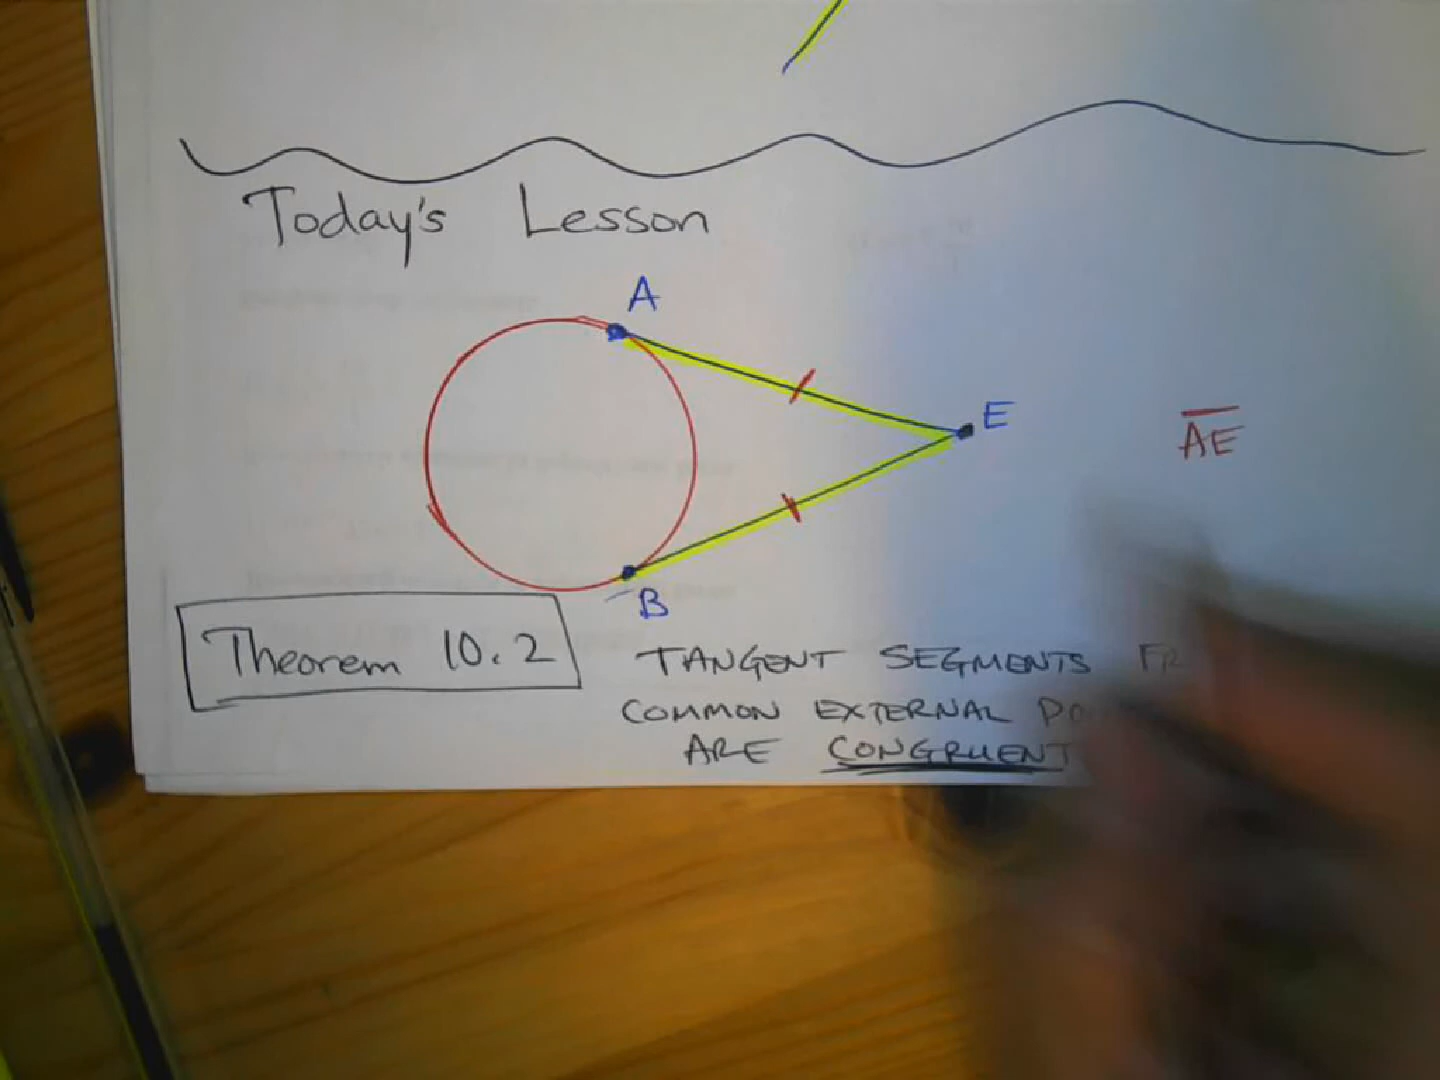 Today's Lesson
A
E
AE
B
Theorem 10.2
TANGENT SEGMENTS
COMMON EXTERNAL
ARE CONGRUENT